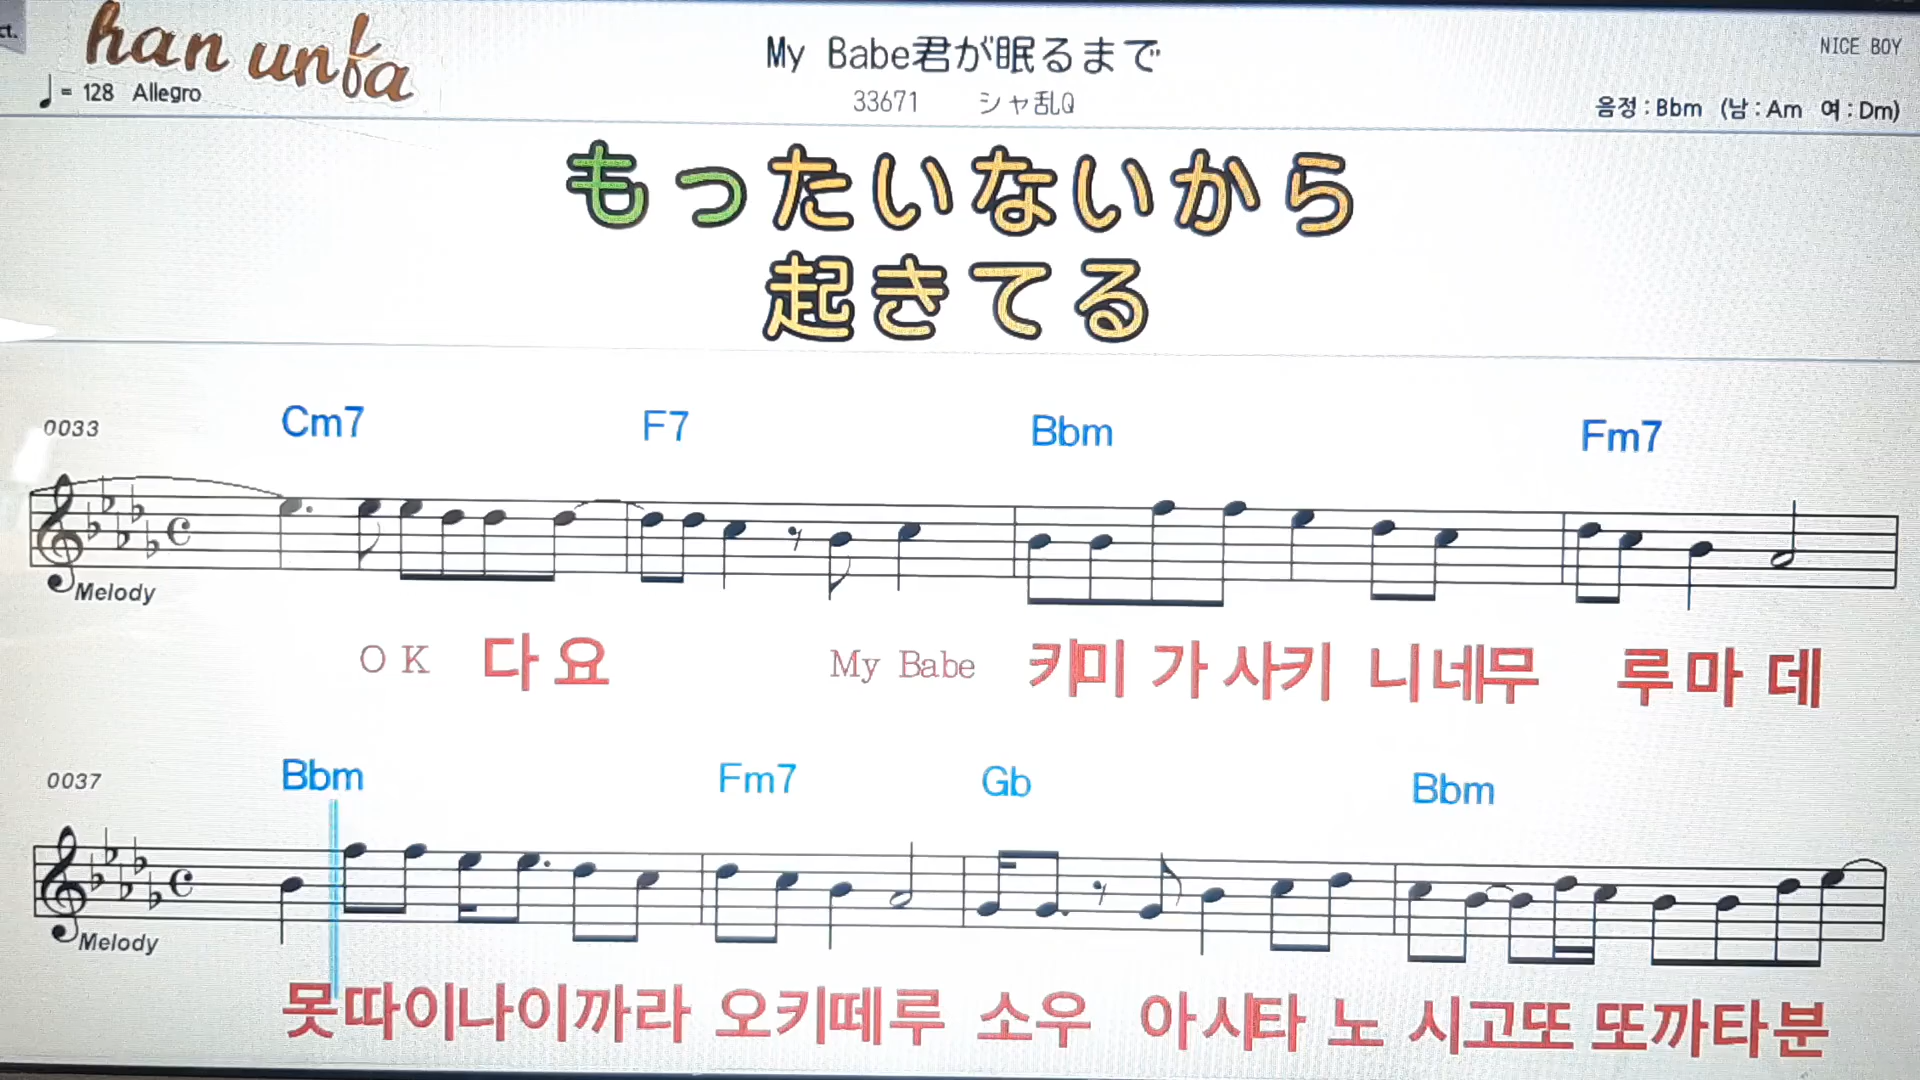 ct.
han unba
My Babe君が眠るまで
NICE BOY
♩= 128 Allegro
33671 シャ乱Q
음정 : Bbm (남 : Am 여 : Dm)
もったいないから
起きてる
0033 Cm7 F7 Bbm Fm7
Melody
O K 다요 My Babe 키미 가 사키 니네무 루마 데
0037 Bbm Fm7 Gb Bbm
Melody
못따이나이까라 오키떼루 소우 아시타 노 시고또 또까타분